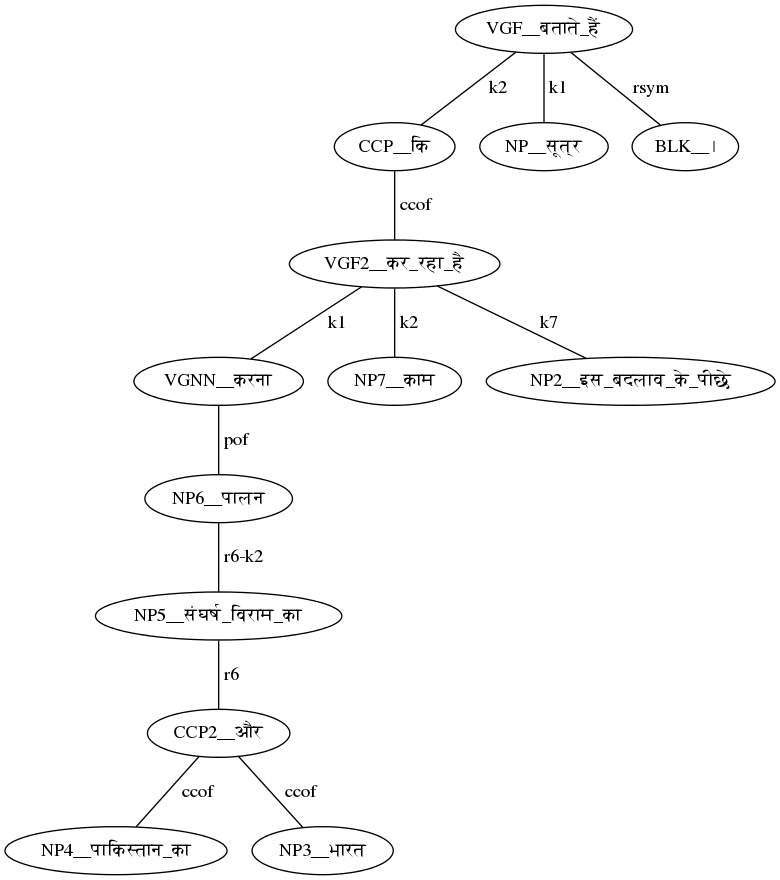 VGF__बताते_हैं
k2 k1 rsym
CCP__कि NP__सूत्र BLK__।
ccof
VGF2__कर_रहा_है
k1 k2 k7
VGNN__करना NP7__काम NP2__इस_बदलाव_के_पीछे
pof
NP6__पालन
r6-k2
NP5__संघर्ष_विराम_का
r6
CCP2__और
ccof ccof
NP4__पाकिस्तान_का NP3__भारत